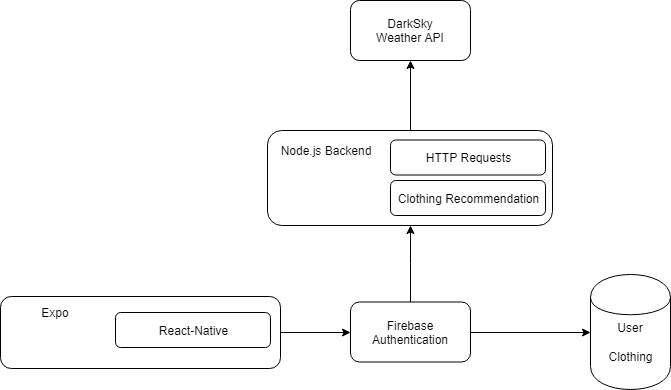 DarkSky
Weather API
Node.js Backend
HTTP Requests
Clothing Recommendation
Expo
React-Native
Firebase
Authentication
User
Clothing